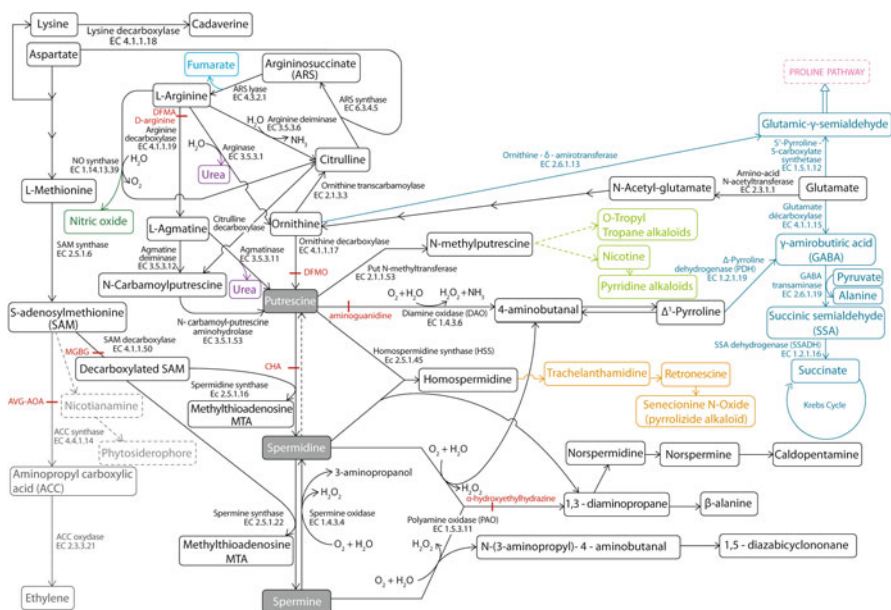 Lysine
Cadaverine
Lysine decarboxylase
EC 4.1.1.18
Aspartate
Fumarate
Argininosuccinate
(ARS)
ARS lyase
EC 4.3.2.1
ARS synthase
EC 6.3.4.5
PROLINE PATHWAY
L-Arginine
DFMA
D-arginine
Arginine
decarboxylase
EC 4.1.1.19
H2O
Arginine deiminase
EC 3.5.3.6
NH3
Glutamic-γ-semialdehyde
NO synthase
EC 1.14.13.39
H2O
O2
H2O
Arginase
EC 3.5.3.1
Urea
Citrulline
Ornithine - δ - amirotransferase
EC 2.6.1.13
5'-Pyrroline -
5-carboxylate
synthetase
EC 1.5.1.12
L-Methionine
Ornithine transcarbamoylase
EC 2.1.3.3
N-Acetyl-glutamate
Amino-acid
N-acetyltransferase
EC 2.3.1.1
Glutamate
Nitric oxide
L-Agmatine
Citrulline
decarboxylase
Ornithine
O-Tropyl
Tropane alkaloids
Glutamate
décarboxylase
EC 4.1.1.15
SAM synthase
EC 2.5.1.6
Agmatine
deiminase
EC 3.5.3.12
Agmatinase
EC 3.5.3.11
Ornithine decarboxylase
EC 4.1.1.17
N-methylputrescine
Nicotine
γ-amirobutiric acid
(GABA)
N-Carbamoylputrescine
Urea
DFMO
Put N-methyltransferase
EC 2.1.1.53
Pyrridine alkaloids
Δ-Pyrroline
dehydrogenase (PDH)
EC 1.2.1.19
GABA
transaminase
EC 2.6.1.19
Pyruvate
Alanine
Putrescine
S-adenosylmethionine
(SAM)
N- carbamoyl-putrescine
aminohydrolase
EC 3.5.1.53
aminoguanidine
O2 + H2O
H2O2 + NH3
Diamine oxidase (DAO)
EC 1.4.3.6
4-aminobutanal
Δ1-Pyrroline
Succinic semialdehyde
(SSA)
MGBG
SAM decarboxylase
EC 4.1.1.50
Decarboxylated SAM
CHA
Homospermidine synthase (HSS)
EC 2.5.1.45
SSA dehydrogenase (SSADH)
EC 1.2.1.16
Succinate
AVG-AOA
Nicotianamine
Spermidine synthase
Ec 2.5.1.16
Homospermidine
Trachelanthamidine
Retronescine
ACC synthase
EC 4.4.1.14
Methylthioadenosine
MTA
Senecionine N-Oxide
(pyrrolizide alkaloid)
Krebs Cycle
Phytosiderophore
Spermidine
O2 + H2O
Norspermidine
Norspermine
Caldopentamine
Aminopropyl carboxylic
acid (ACC)
3-aminopropanol
H2O2
H2O2
α-hydroxyethylhydrazine
1,3 - diaminopropane
β-alanine
Spermine synthase
EC 2.5.1.22
Spermine oxidase
EC 1.4.3.4
Polyamine oxidase (PAO)
EC 1.5.3.11
ACC oxydase
EC 2.3.3.21
Methylthioadenosine
MTA
O2 + H2O
H2O2
N-(3-aminopropyl)- 4 - aminobutanal
1,5 - diazabicyclononane
O2 + H2O
Ethylene
Spermine